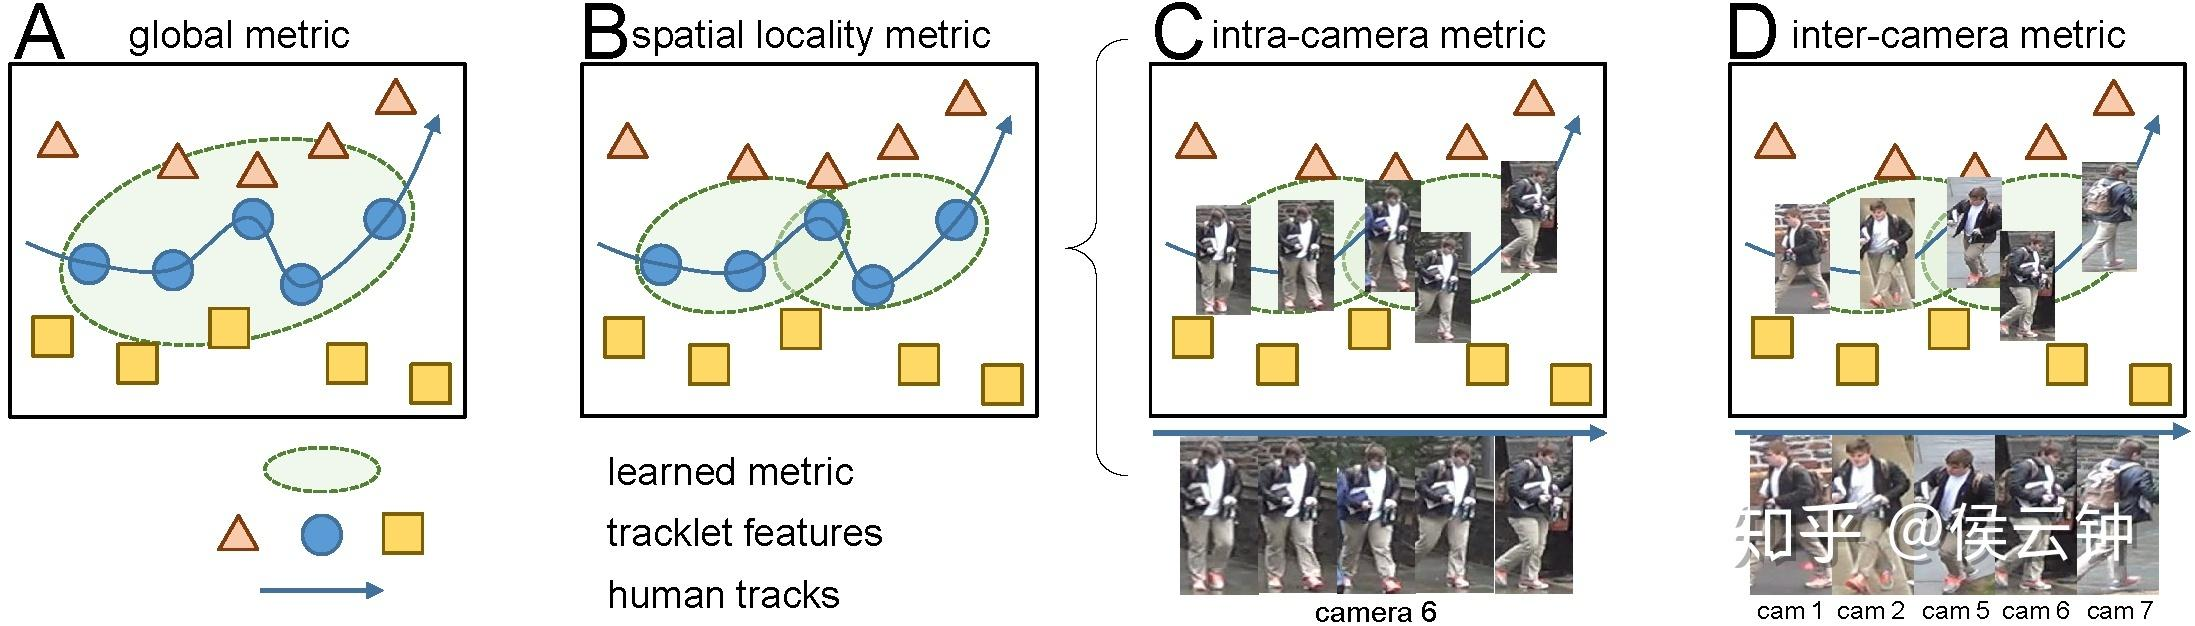 A global metric
B spatial locality metric
C intra-camera metric
D inter-camera metric
learned metric
tracklet features
human tracks
camera 6
知乎 @侯云钟
cam 1 cam 2 cam 5 cam 6 cam 7